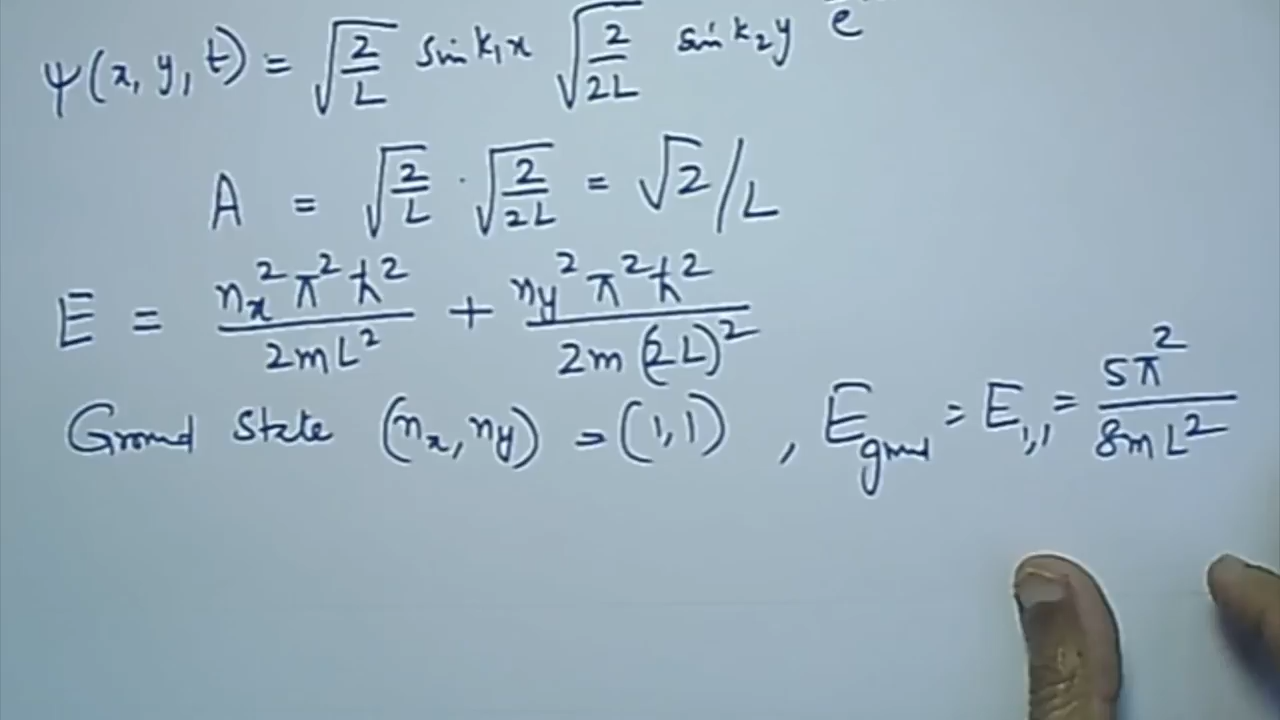 ψ(x, y, t) = √(2/L) sin k₁x √(2/2L) sin k₂y e
A = √(2/L) · √(2/2L) = √2/L
E = nₓ²π²ħ²/2mL² + n_y²π²ħ²/2m(2L)²
Ground State (nₓ, n_y) = (1,1) , E_ground = E₁,₁ = 5π²/8mL²